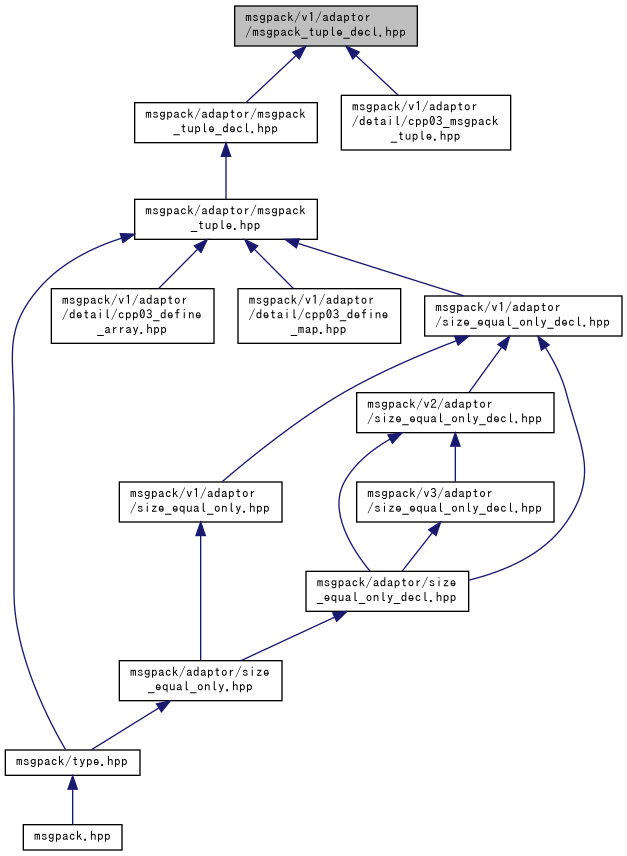 msgpack/v1/adaptor
/msgpack_tuple_decl.hpp
msgpack/adaptor/msgpack
_tuple_decl.hpp
msgpack/v1/adaptor
/detail/cpp03_msgpack
_tuple.hpp
msgpack/adaptor/msgpack
_tuple.hpp
msgpack/v1/adaptor
/detail/cpp03_define
_array.hpp
msgpack/v1/adaptor
/detail/cpp03_define
_map.hpp
msgpack/v1/adaptor
/size_equal_only_decl.hpp
msgpack/v2/adaptor
/size_equal_only_decl.hpp
msgpack/v1/adaptor
/size_equal_only.hpp
msgpack/v3/adaptor
/size_equal_only_decl.hpp
msgpack/adaptor/size
_equal_only_decl.hpp
msgpack/adaptor/size
_equal_only.hpp
msgpack/type.hpp
msgpack.hpp